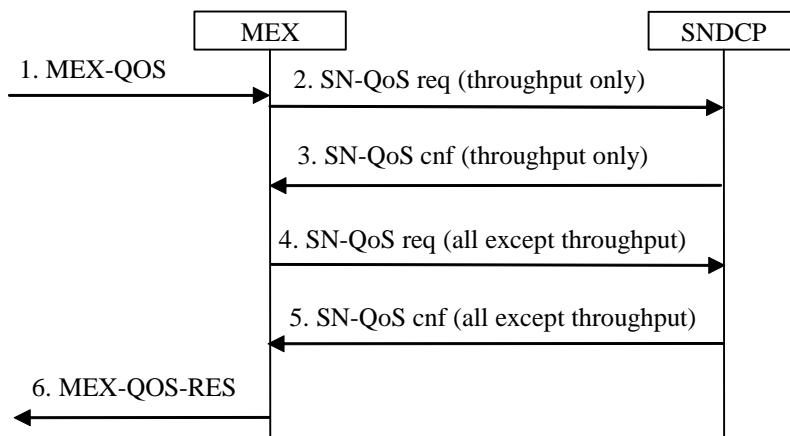 MEX
SNDCP
1. MEX-QOS
2. SN-QoS req (throughput only)
3. SN-QoS cnf (throughput only)
4. SN-QoS req (all except throughput)
5. SN-QoS cnf (all except throughput)
6. MEX-QOS-RES